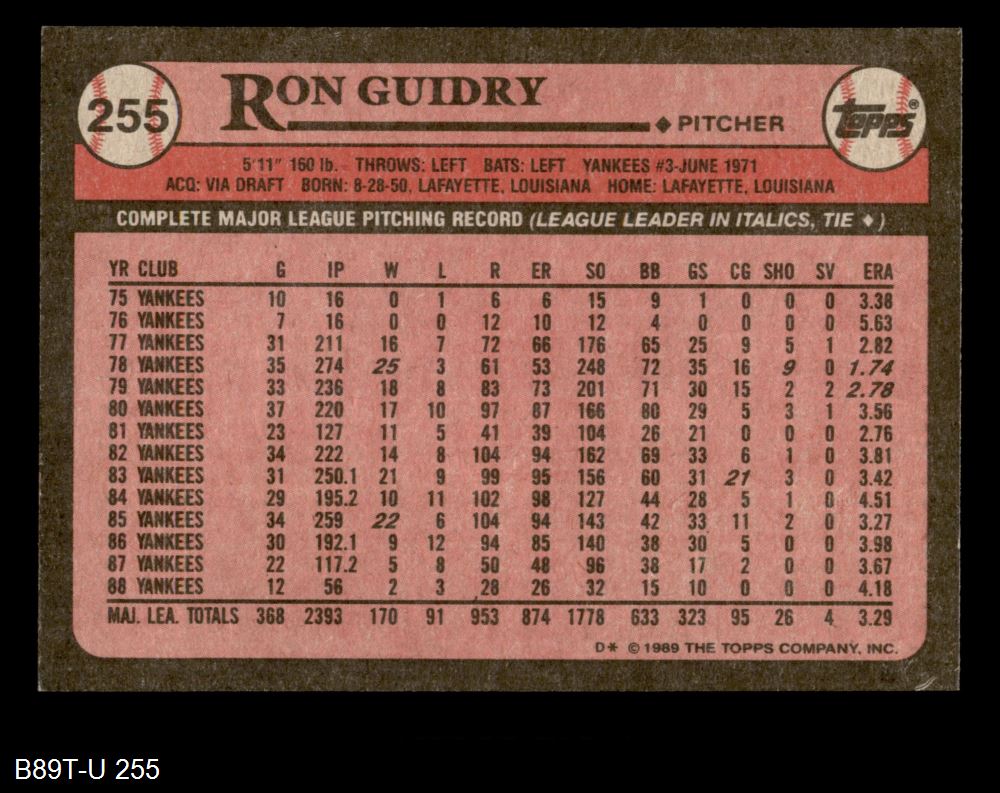 255
RON GUIDRY
◆ PITCHER
Topps®
5'11" 160 lb. THROWS: LEFT BATS: LEFT YANKEES #3-JUNE 1971
ACQ: VIA DRAFT BORN: 8-28-50, LAFAYETTE, LOUISIANA HOME: LAFAYETTE, LOUISIANA
COMPLETE MAJOR LEAGUE PITCHING RECORD (LEAGUE LEADER IN ITALICS, TIE ♦)
YR CLUB G IP W L R ER SO BB GS CG SHO SV ERA
75 YANKEES 10 16 0 1 6 6 15 9 1 0 0 0 3.38
76 YANKEES 7 16 0 0 12 10 12 4 0 0 0 0 5.63
77 YANKEES 31 211 16 7 72 66 176 65 25 9 5 1 2.82
78 YANKEES 35 274 25 3 61 53 248 72 35 16 9 0 1.74
79 YANKEES 33 236 18 8 83 73 201 71 30 15 2 2 2.78
80 YANKEES 37 220 17 10 97 87 166 80 29 5 3 1 3.56
81 YANKEES 23 127 11 5 41 39 104 26 21 0 0 0 2.76
82 YANKEES 34 222 14 8 104 94 162 69 33 6 1 0 3.81
83 YANKEES 31 250.1 21 9 99 95 156 60 31 21 3 0 3.42
84 YANKEES 29 195.2 10 11 102 98 127 44 28 5 1 0 4.51
85 YANKEES 34 259 22 6 104 94 143 42 33 11 2 0 3.27
86 YANKEES 30 192.1 9 12 94 85 140 38 30 5 0 0 3.98
87 YANKEES 22 117.2 5 8 50 48 96 38 17 2 0 0 3.67
88 YANKEES 12 56 2 3 28 26 32 15 10 0 0 0 4.18
MAJ. LEA. TOTALS 368 2393 170 91 953 874 1778 633 323 95 26 4 3.29
D* © 1989 THE TOPPS COMPANY, INC.
B89T-U 255